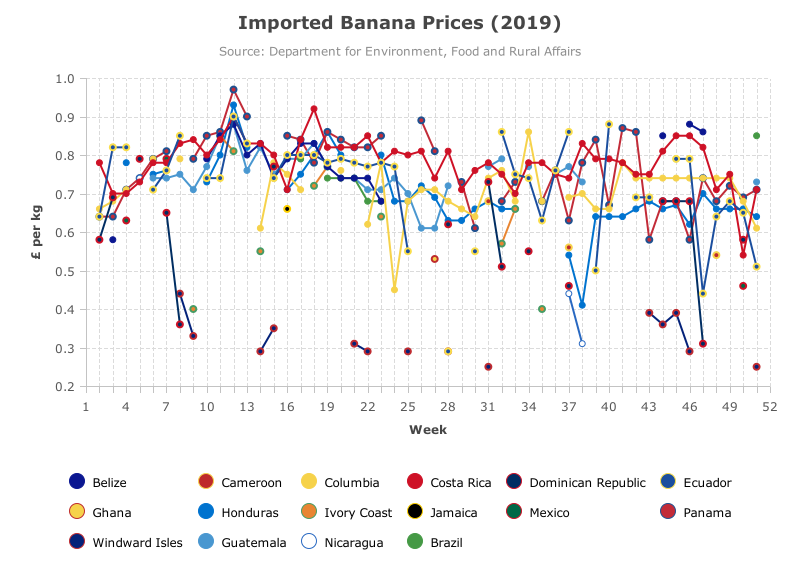 Imported Banana Prices (2019)
Source: Department for Environment, Food and Rural Affairs
£ per kg
1.0
0.9
0.8
0.7
0.6
0.5
0.4
0.3
0.2
1 4 7 10 13 16 19 22 25 28 31 34 37 40 43 46 49 52
Week
Belize Cameroon Columbia Costa Rica Dominican Republic Ecuador
Ghana Honduras Ivory Coast Jamaica Mexico Panama
Windward Isles Guatemala Nicaragua Brazil